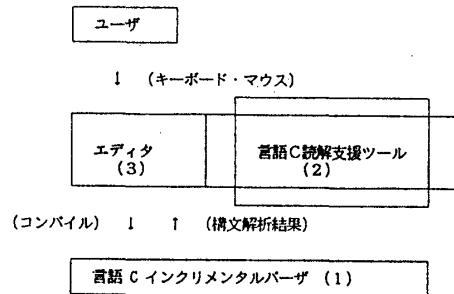 ユーザ
↓ (キーボード・マウス)
エディタ 言語C読解支援ツール
(3) (2)
(コンパイル) ↓ ↑ (構文解析結果)
言語 C インクリメンタルパーザ (1)